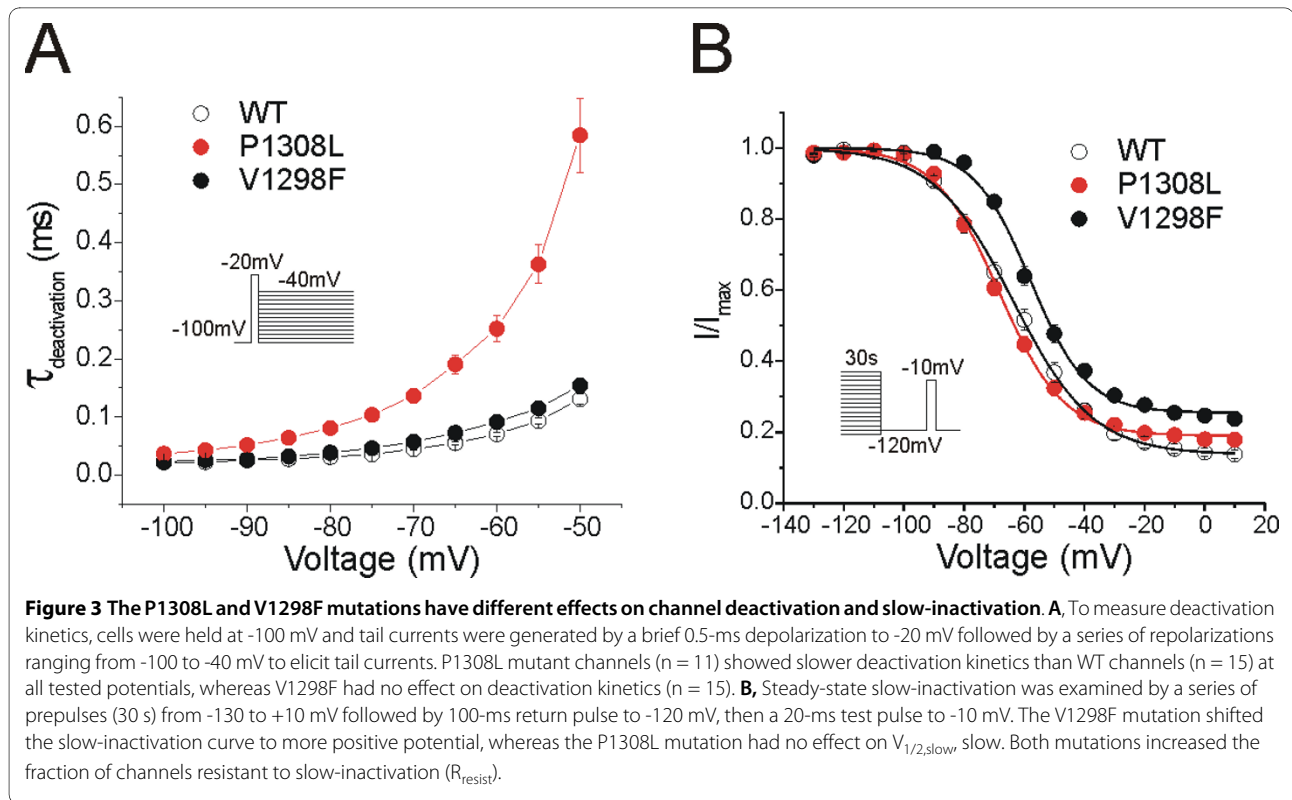 A
B
WT
P1308L
V1298F
0.6
0.5
0.4
0.3
0.2
0.1
0.0
τdeactivation (ms)
-20mV
-40mV
-100mV
-100
-90
-80
-70
-60
-50
Voltage (mV)
WT
P1308L
V1298F
1.0
0.8
0.6
0.4
0.2
0.0
I/Imax
30s
-10mV
-120mV
-140
-120
-100
-80
-60
-40
-20
0
20
Voltage (mV)
Figure 3 The P1308L and V1298F mutations have different effects on channel deactivation and slow-inactivation. A, To measure deactivation
kinetics, cells were held at -100 mV and tail currents were generated by a brief 0.5-ms depolarization to -20 mV followed by a series of repolarizations
ranging from -100 to -40 mV to elicit tail currents. P1308L mutant channels (n = 11) showed slower deactivation kinetics than WT channels (n = 15) at
all tested potentials, whereas V1298F had no effect on deactivation kinetics (n = 15). B, Steady-state slow-inactivation was examined by a series of
prepulses (30 s) from -130 to +10 mV followed by 100-ms return pulse to -120 mV, then a 20-ms test pulse to -10 mV. The V1298F mutation shifted
the slow-inactivation curve to more positive potential, whereas the P1308L mutation had no effect on V1/2,slow, slow. Both mutations increased the
fraction of channels resistant to slow-inactivation (Rresist).